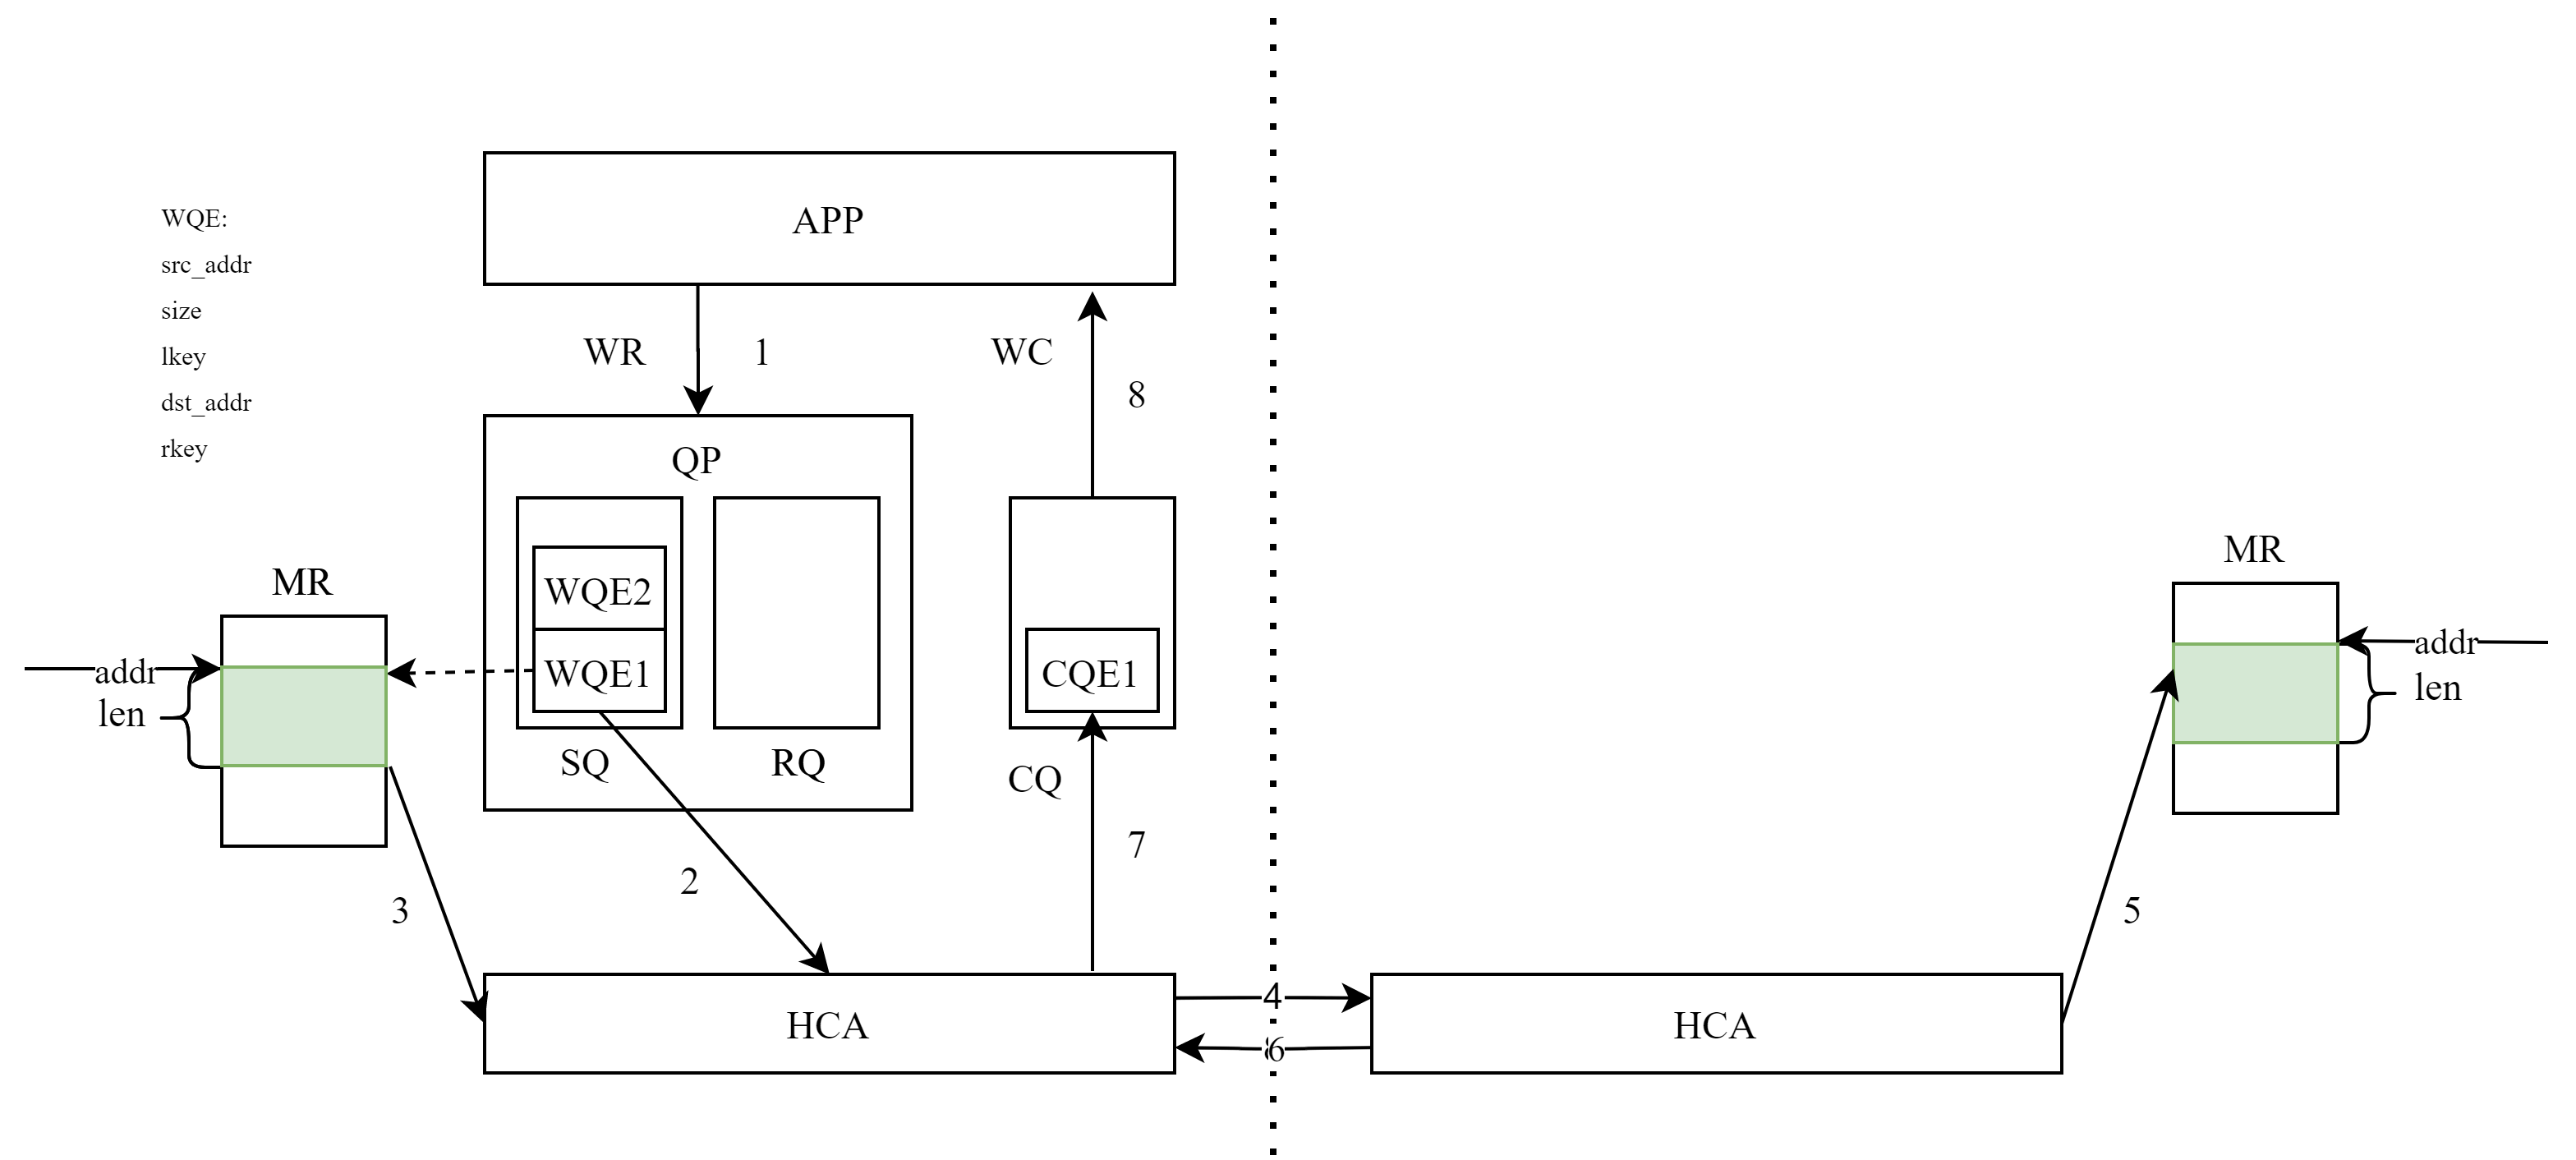 APP
WQE:
src_addr
size
lkey
dst_addr
rkey
WR
1
WC
8
QP
WQE2
WQE1
SQ
RQ
CQE1
CQ
MR
addr
len
MR
addr
len
7
2
3
5
4
HCA
HCA
6